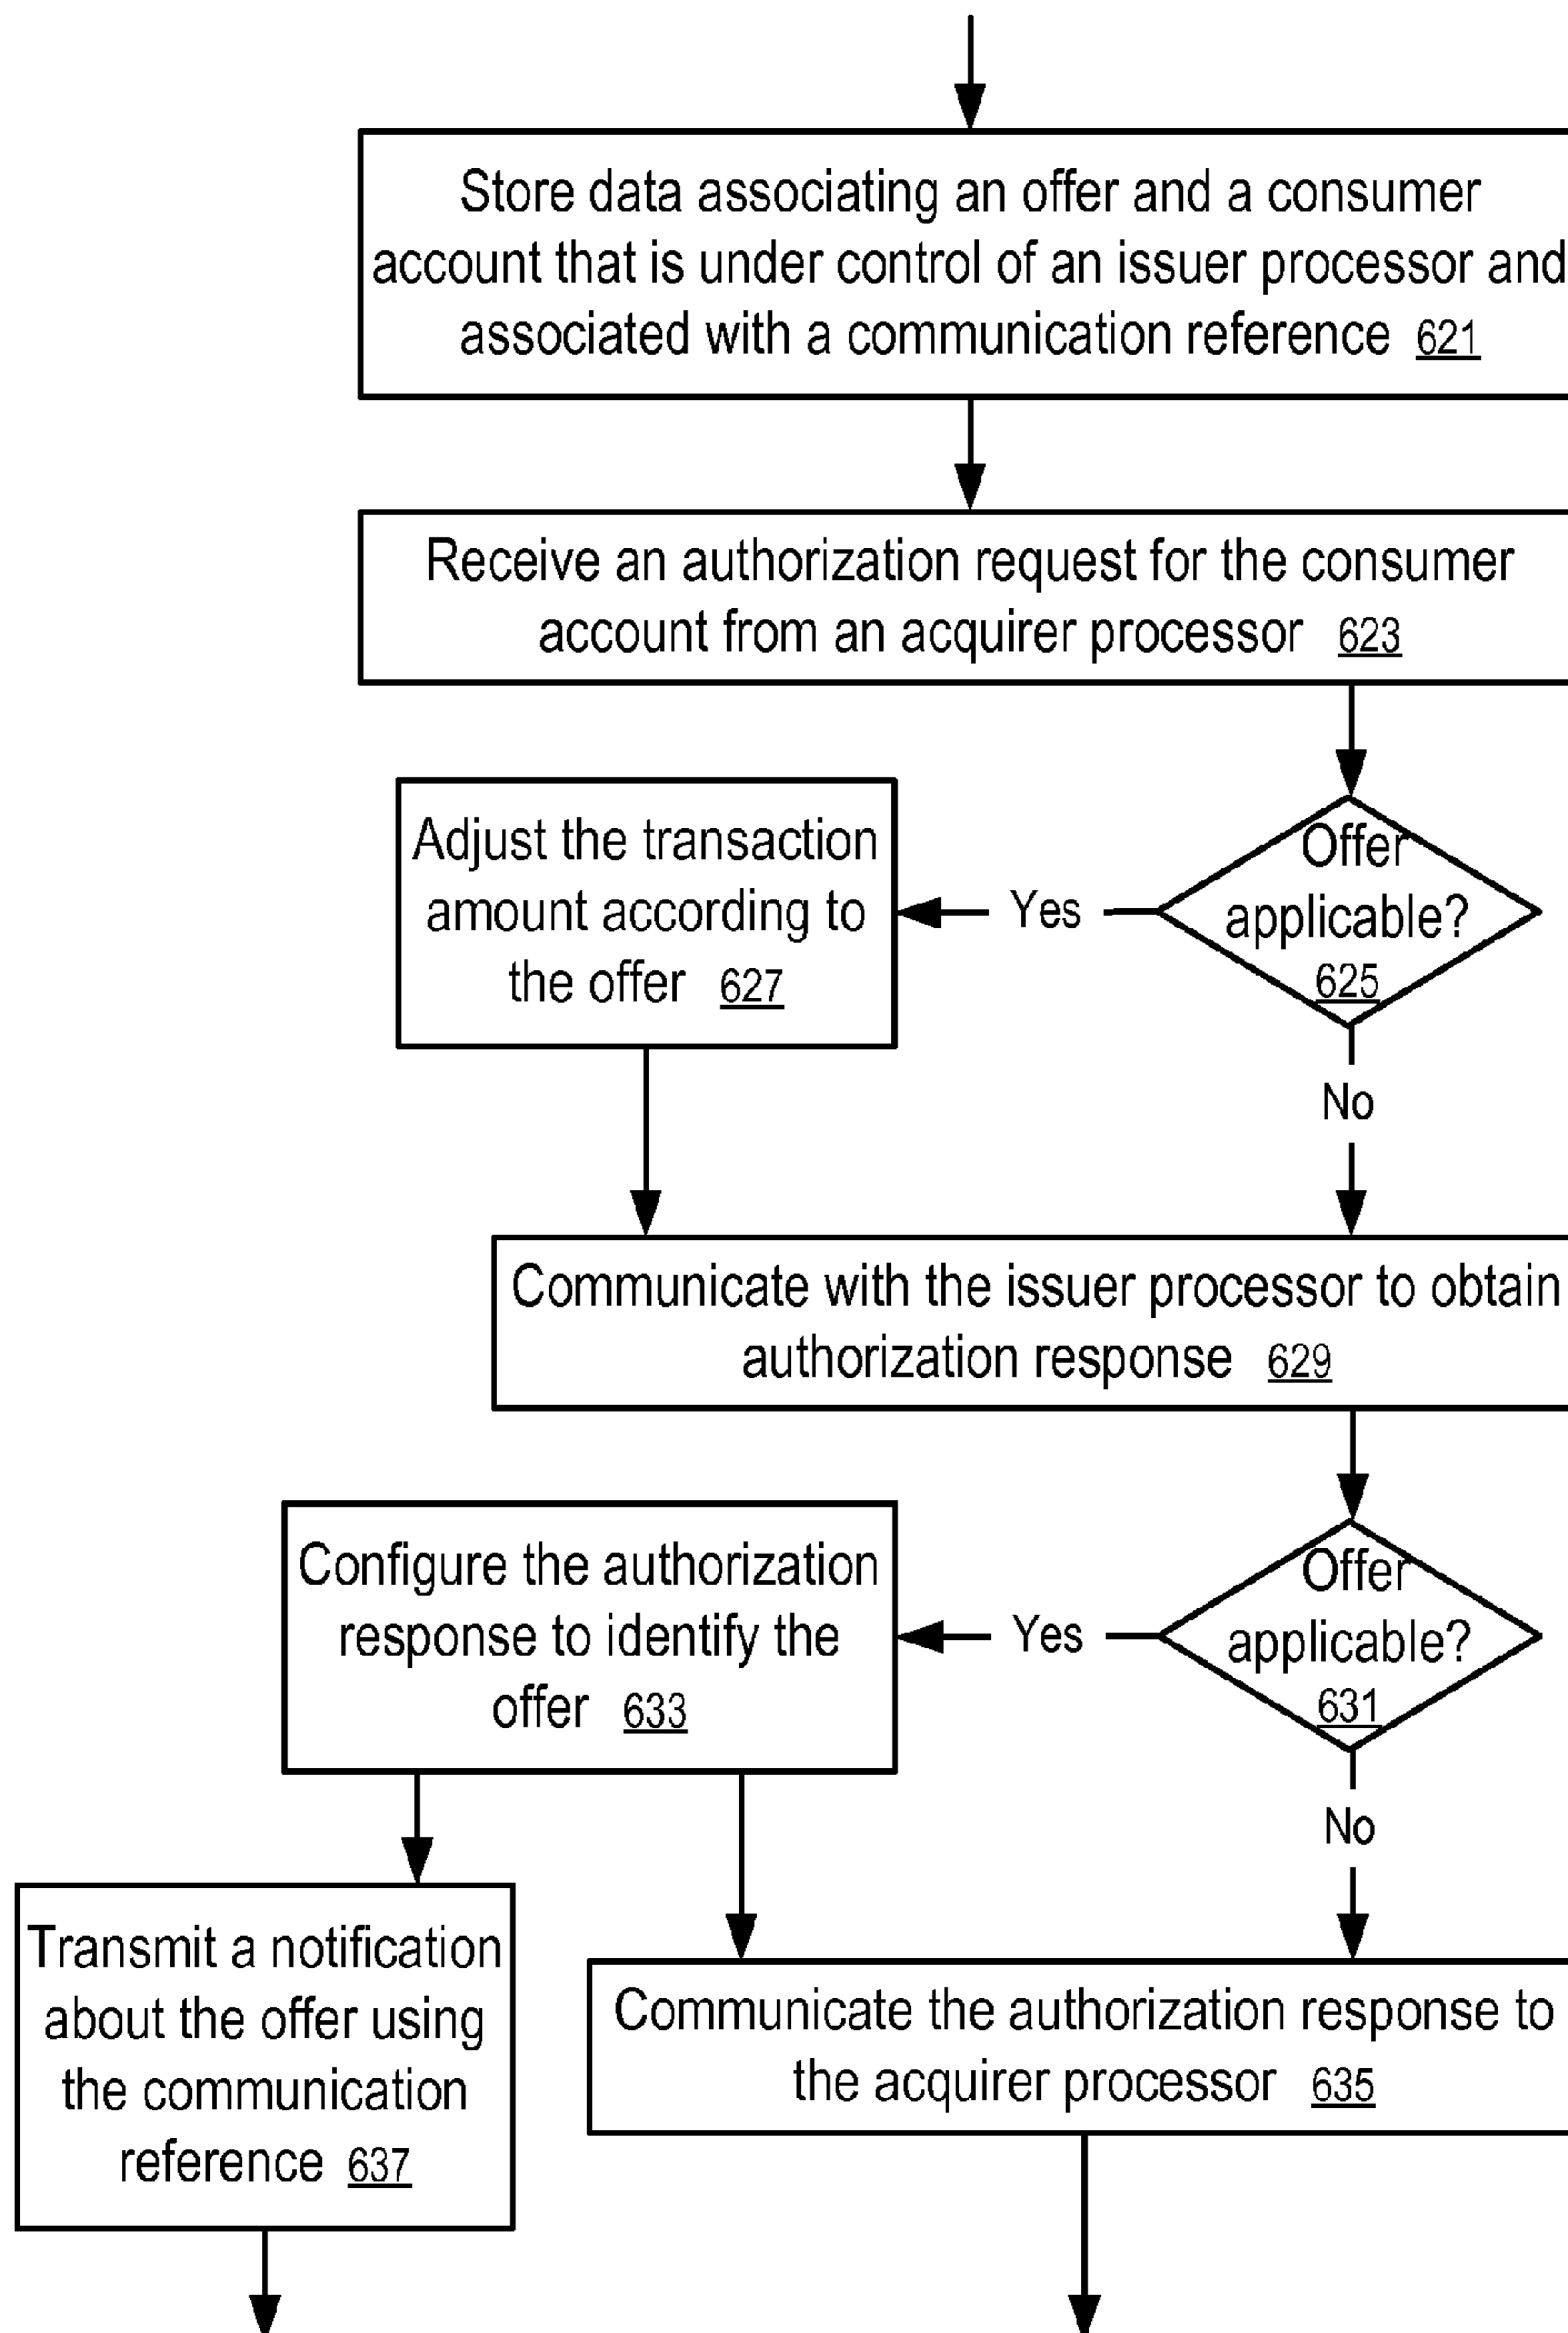 Store data associating an offer and a consumer
account that is under control of an issuer processor and
associated with a communication reference 621
Receive an authorization request for the consumer
account from an acquirer processor 623
Offer
applicable?
625
Yes
Adjust the transaction
amount according to
the offer 627
No
Communicate with the issuer processor to obtain
authorization response 629
Offer
applicable?
631
Yes
Configure the authorization
response to identify the
offer 633
No
Transmit a notification
about the offer using
the communication
reference 637
Communicate the authorization response to
the acquirer processor 635